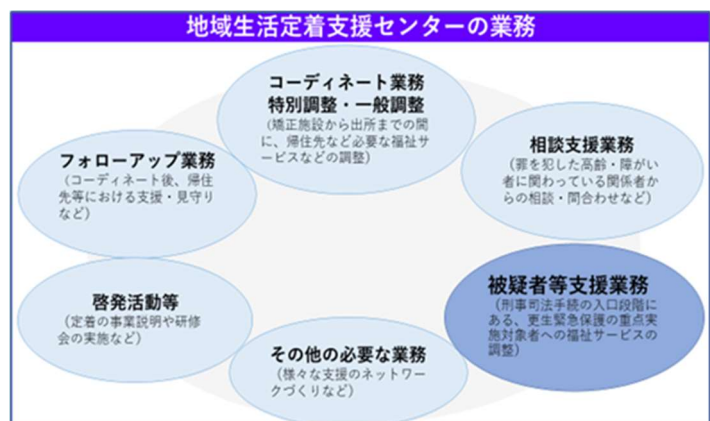 地域生活定着支援センターの業務
コーディネート業務
特別調整・一般調整
（矯正施設から出所までの間
に、帰住先など必要な福祉サ
ービスなどの調整）
相談支援業務
（罪を犯した高齢・障がい
者に関わっている関係者か
らの相談・問合わせなど）
被疑者等支援業務
（刑事司法手続の入口段階に
ある、更生緊急保護の重点実
施対象者への福祉サービスの
調整）
その他の必要な業務
（様々な支援のネットワー
クづくりなど）
啓発活動等
（定着の事業説明や研修
会の実施など）
フォローアップ業務
（コーディネート後、帰住
先等における支援・見守り
など）